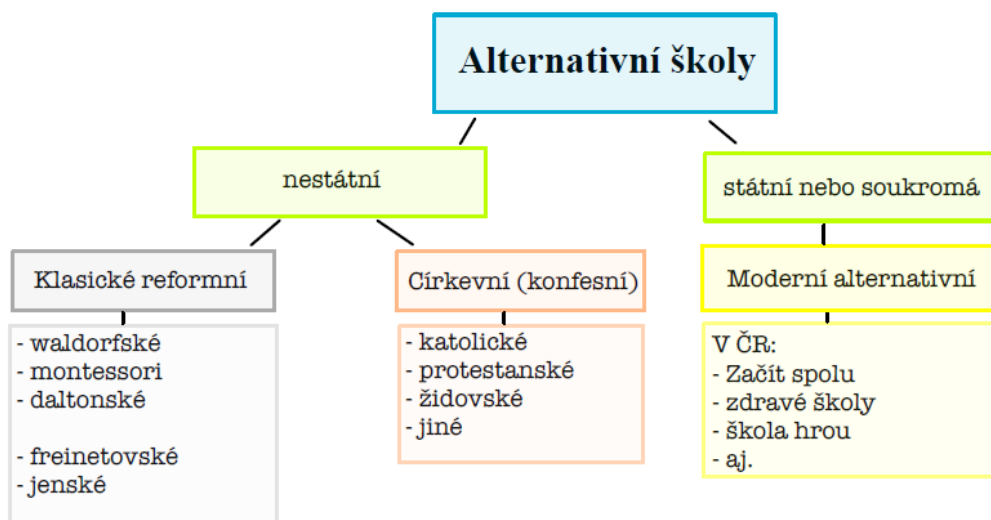 Alternativní školy
nestátní
státní nebo soukromá
Klasické reformní
Církevní (konfesní)
Moderní alternativní
- waldorfské
- montessori
- daltonské
- freinetovské
- jenské
- katolické
- protestanské
- židovské
- jiné
V ČR:
- Začít spolu
- zdravé školy
- škola hrou
- aj.